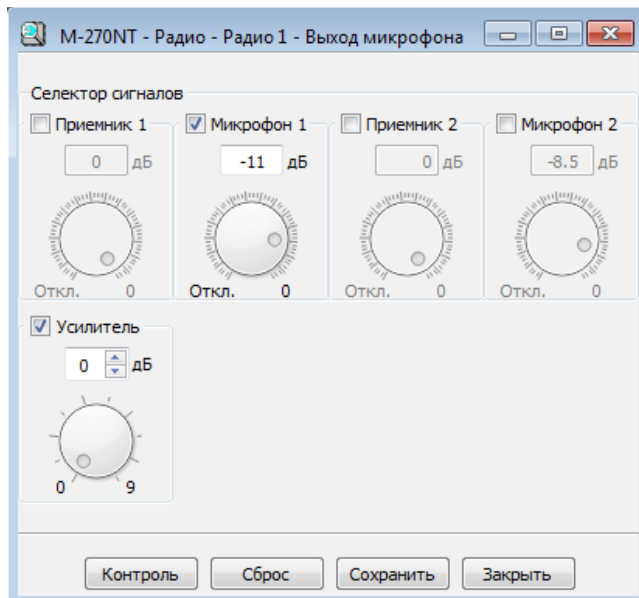 M-270NT - Радио - Радио 1 - Выход микрофона
Селектор сигналов
Приемник 1 Микрофон 1 Приемник 2 Микрофон 2
0 дБ -11 дБ 0 дБ -8.5 дБ
Откл. 0 Откл. 0 Откл. 0 Откл. 0
Усилитель
0 дБ
0 9
Контроль Сброс Сохранить Закрыть